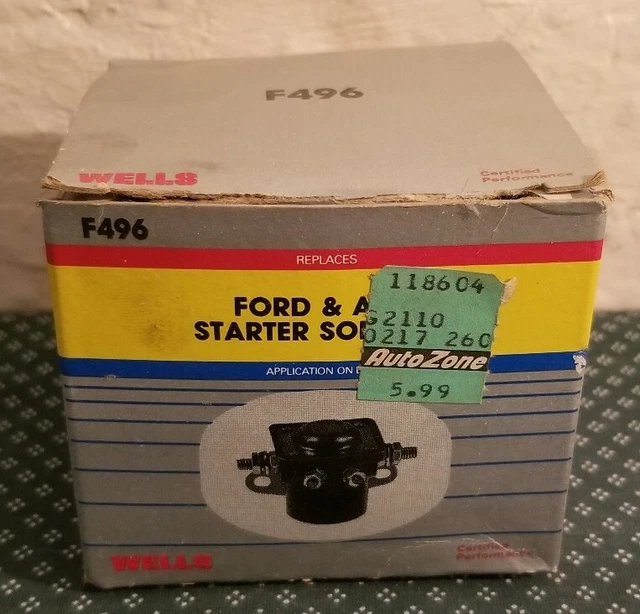 F496
WELLS
Certified
Performance
F496
REPLACES
FORD & A
STARTER SO
APPLICATION ON
118604
G2110
0217 260
AutoZone
5.99
WELLS
Certified
Performance